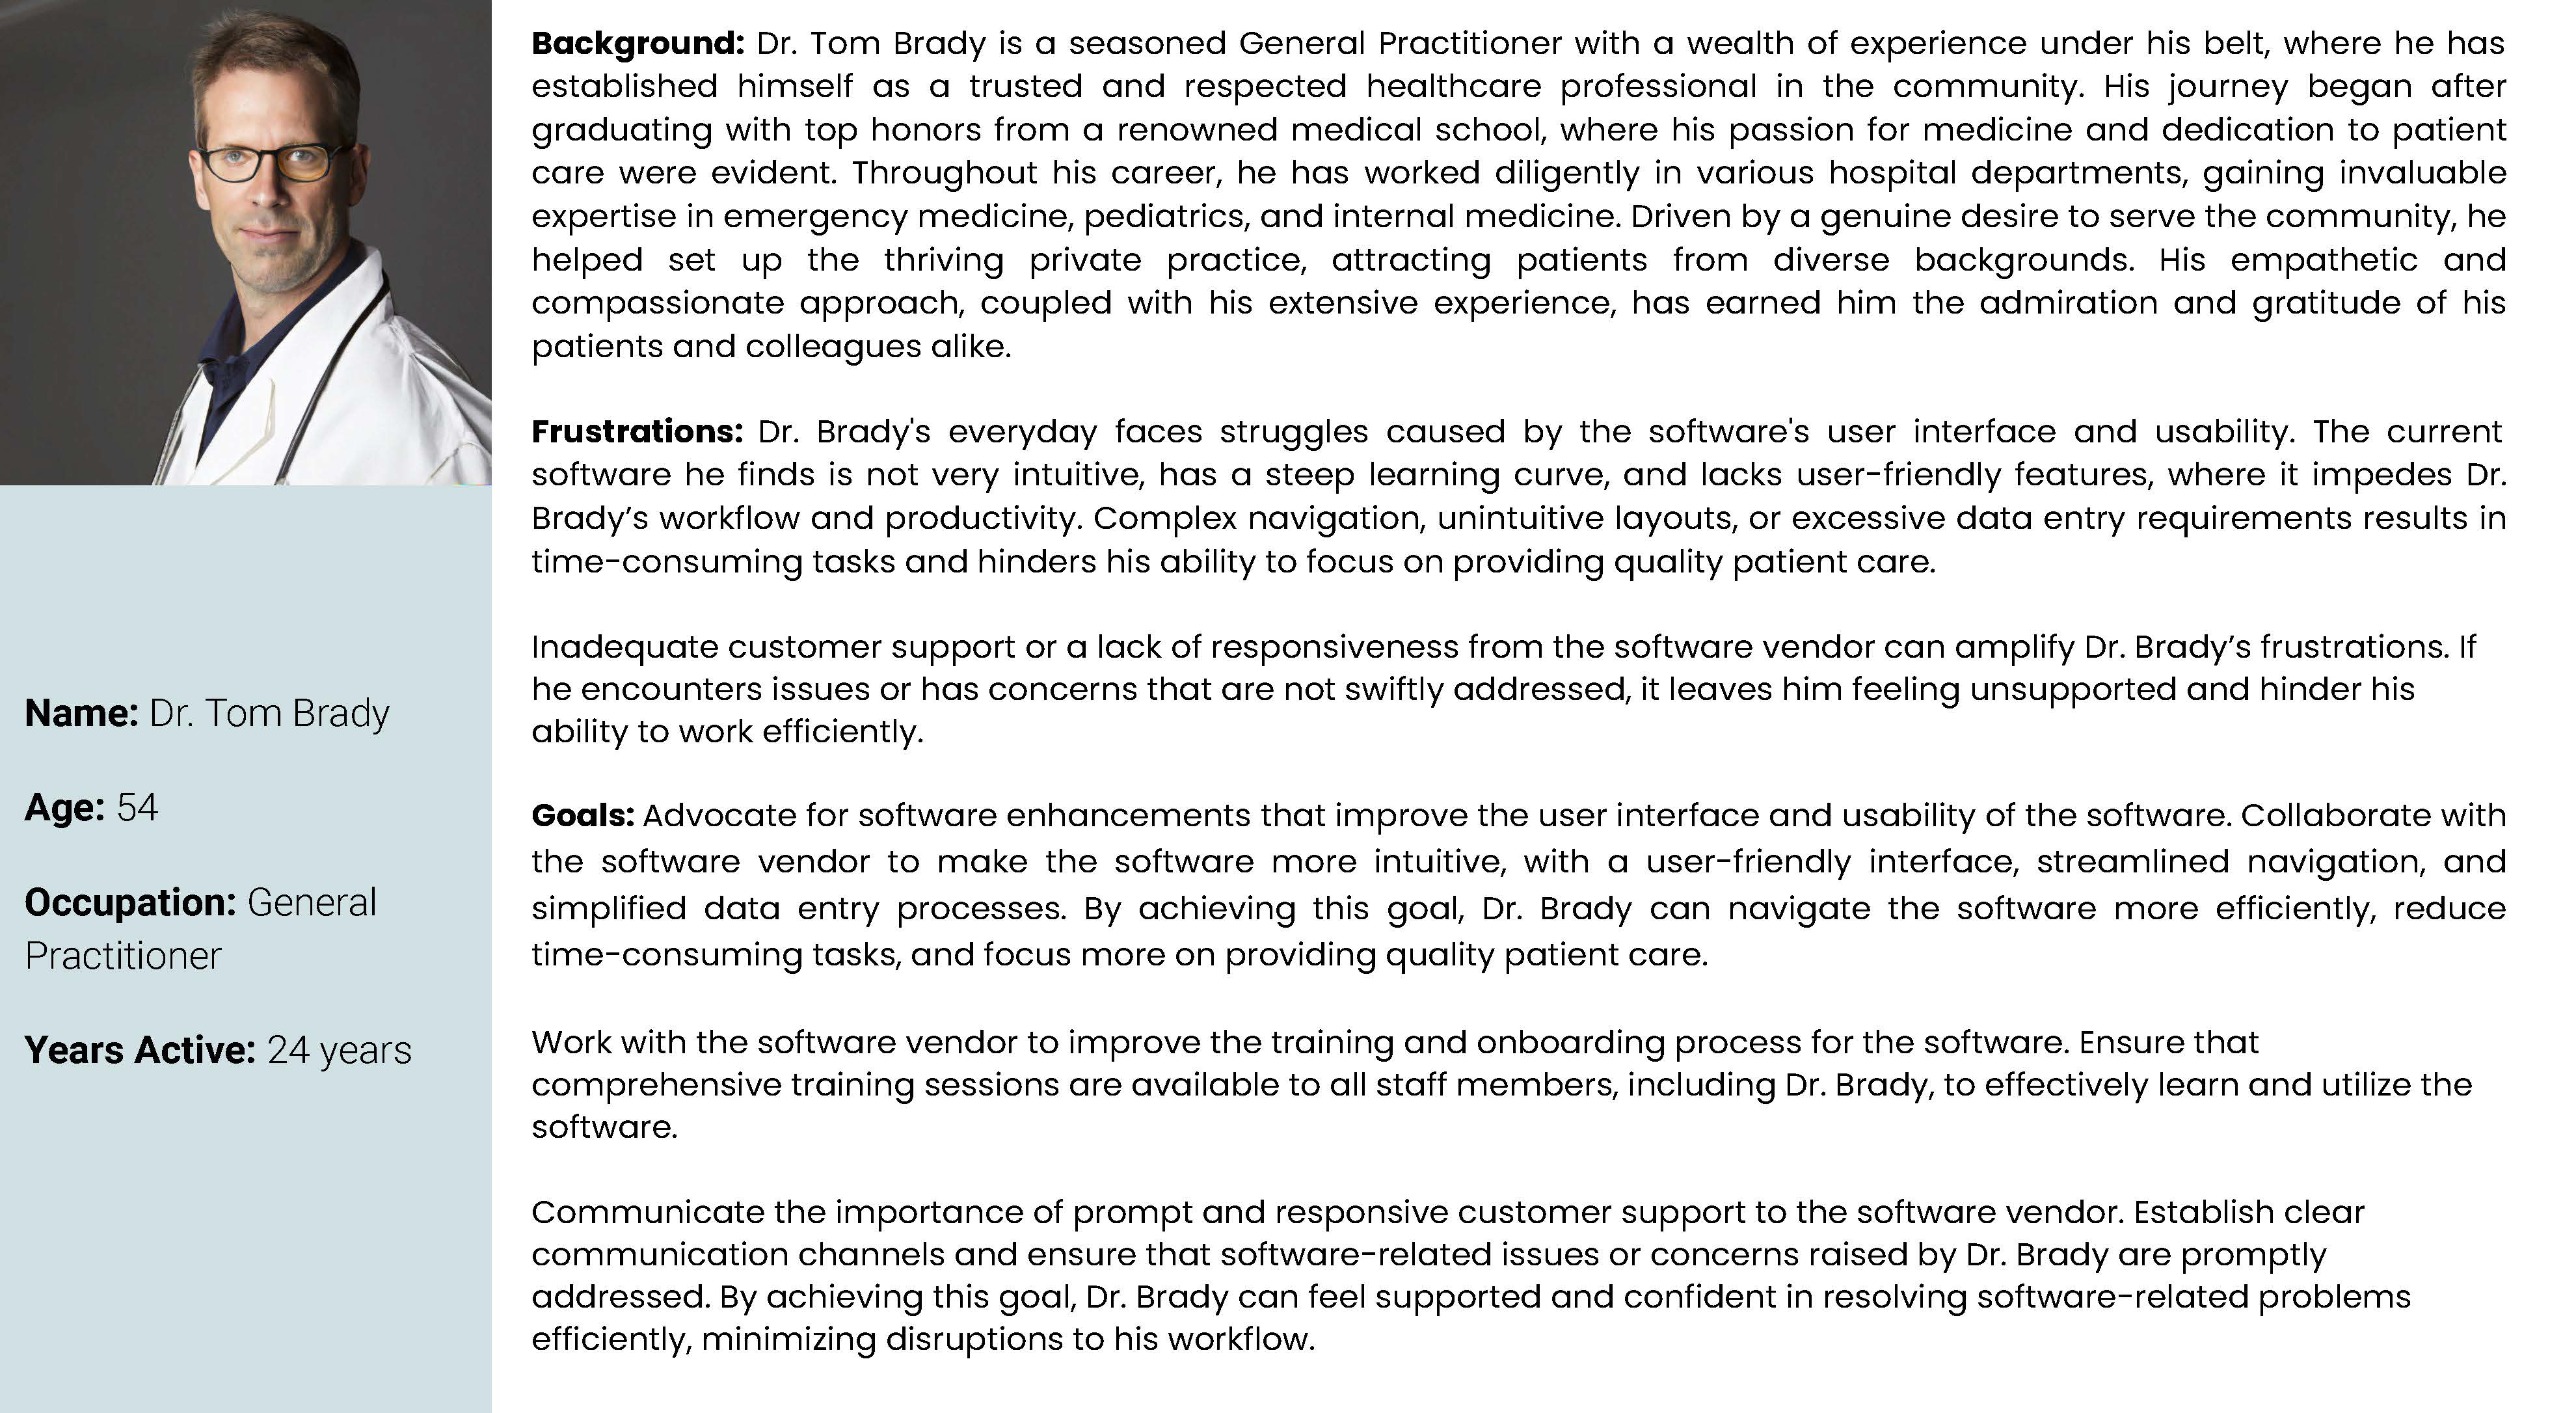 Background: Dr. Tom Brady is a seasoned General Practitioner with a wealth of experience under his belt, where he has
established himself as a trusted and respected healthcare professional in the community. His journey began after
graduating with top honors from a renowned medical school, where his passion for medicine and dedication to patient
care were evident. Throughout his career, he has worked diligently in various hospital departments, gaining invaluable
expertise in emergency medicine, pediatrics, and internal medicine. Driven by a genuine desire to serve the community, he
helped set up the thriving private practice, attracting patients from diverse backgrounds. His empathetic and
compassionate approach, coupled with his extensive experience, has earned him the admiration and gratitude of his
patients and colleagues alike.
Frustrations: Dr. Brady's everyday faces struggles caused by the software's user interface and usability. The current
software he finds is not very intuitive, has a steep learning curve, and lacks user-friendly features, where it impedes Dr.
Brady’s workflow and productivity. Complex navigation, unintuitive layouts, or excessive data entry requirements results in
time-consuming tasks and hinders his ability to focus on providing quality patient care.
Inadequate customer support or a lack of responsiveness from the software vendor can amplify Dr. Brady’s frustrations. If
he encounters issues or has concerns that are not swiftly addressed, it leaves him feeling unsupported and hinder his
ability to work efficiently.
Goals: Advocate for software enhancements that improve the user interface and usability of the software. Collaborate with
the software vendor to make the software more intuitive, with a user-friendly interface, streamlined navigation, and
simplified data entry processes. By achieving this goal, Dr. Brady can navigate the software more efficiently, reduce
time-consuming tasks, and focus more on providing quality patient care.
Work with the software vendor to improve the training and onboarding process for the software. Ensure that
comprehensive training sessions are available to all staff members, including Dr. Brady, to effectively learn and utilize the
software.
Communicate the importance of prompt and responsive customer support to the software vendor. Establish clear
communication channels and ensure that software-related issues or concerns raised by Dr. Brady are promptly
addressed. By achieving this goal, Dr. Brady can feel supported and confident in resolving software-related problems
efficiently, minimizing disruptions to his workflow.
Name: Dr. Tom Brady
Age: 54
Occupation: General
Practitioner
Years Active: 24 years